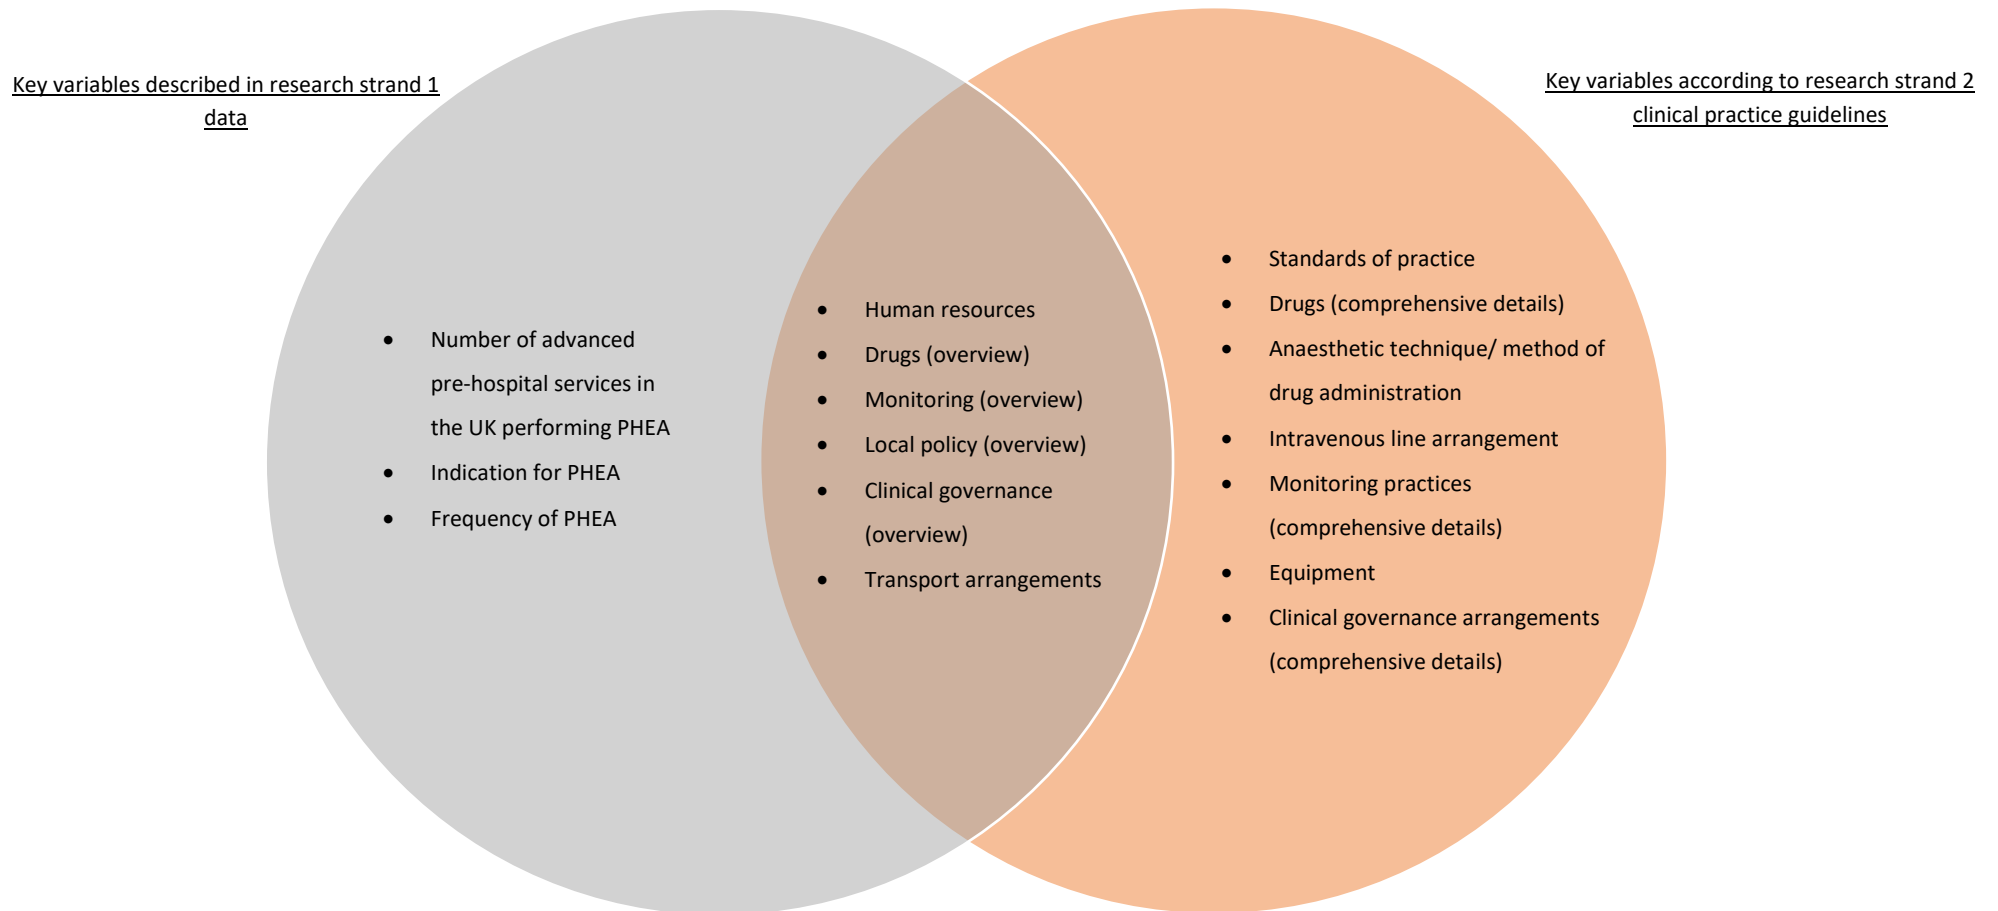 Key variables described in research strand 1
data
Key variables according to research strand 2
clinical practice guidelines
• Number of advanced
pre-hospital services in
the UK performing PHEA
• Indication for PHEA
• Frequency of PHEA
• Human resources
• Drugs (overview)
• Monitoring (overview)
• Local policy (overview)
• Clinical governance
(overview)
• Transport arrangements
• Standards of practice
• Drugs (comprehensive details)
• Anaesthetic technique/ method of
drug administration
• Intravenous line arrangement
• Monitoring practices
(comprehensive details)
• Equipment
• Clinical governance arrangements
(comprehensive details)